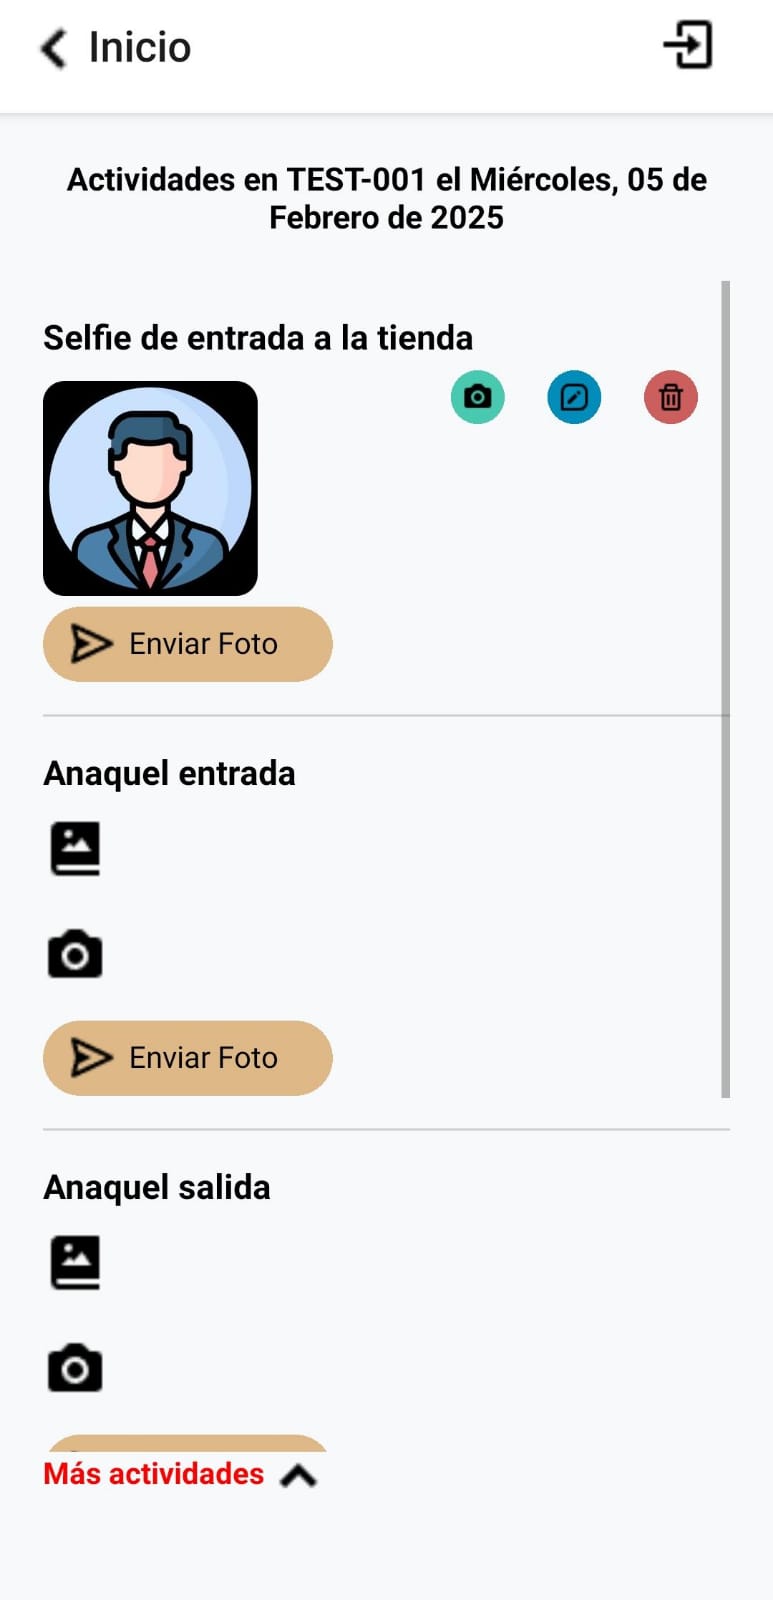 Inicio
Actividades en TEST-001 el Miércoles, 05 de
Febrero de 2025
Selfie de entrada a la tienda
Enviar Foto
Anaquel entrada
Enviar Foto
Anaquel salida
Más actividades